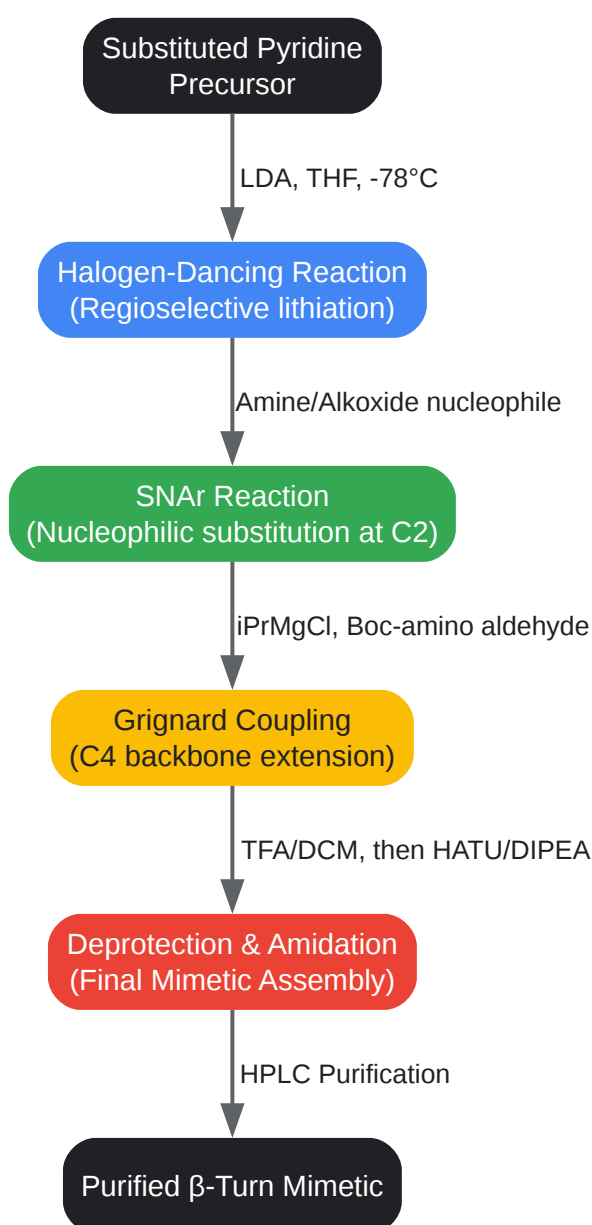 Substituted Pyridine
Precursor
LDA, THF, -78°C
Halogen-Dancing Reaction
(Regioselective lithiation)
Amine/Alkoxide nucleophile
SNAr Reaction
(Nucleophilic substitution at C2)
iPrMgCl, Boc-amino aldehyde
Grignard Coupling
(C4 backbone extension)
TFA/DCM, then HATU/DIPEA
Deprotection & Amidation
(Final Mimetic Assembly)
HPLC Purification
Purified β-Turn Mimetic